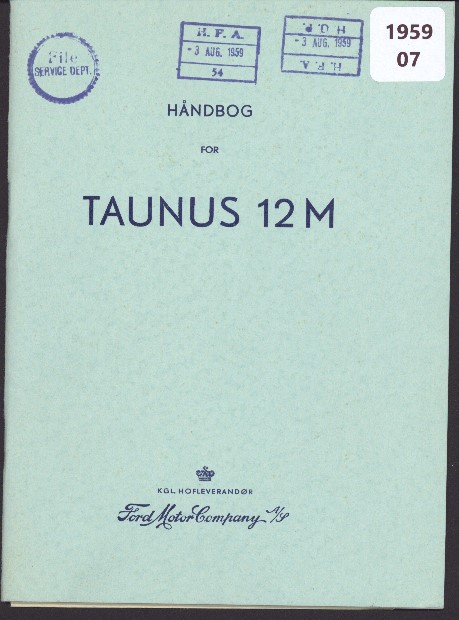 File
SERVICE DEPT.
H. F. A.
-3 AUG. 1959
54
H. F. A.
-3 AUG. 1959
H. O. P.
1959
07
HÅNDBOG
FOR
TAUNUS 12M
KGL. HOFLEVERANDØR
Ford Motor Company A/S